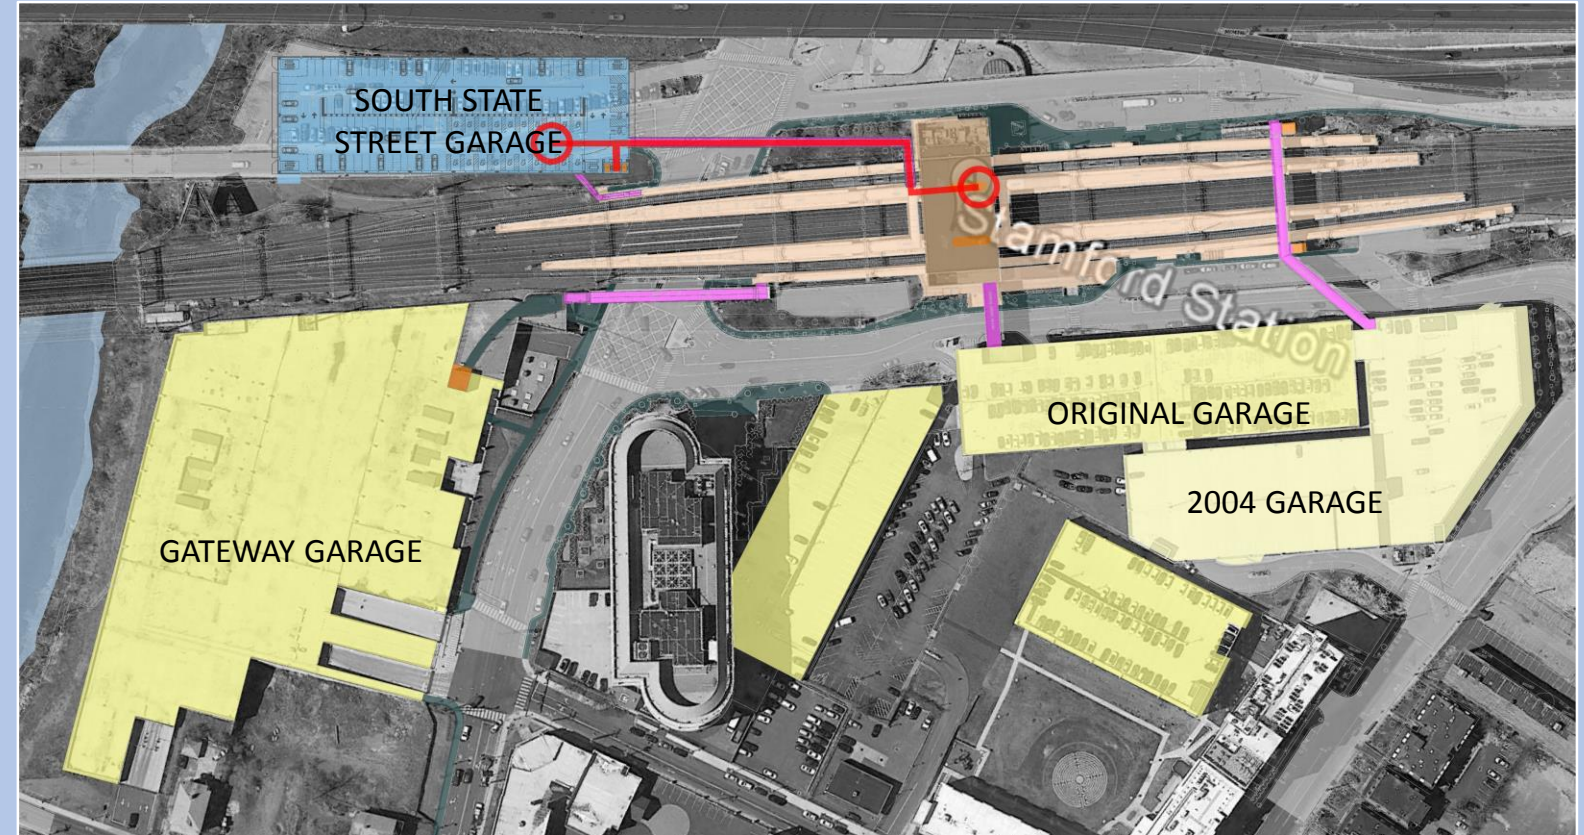 SOUTH STATE
STREET GARAGE
Stamford Station
ORIGINAL GARAGE
2004 GARAGE
GATEWAY GARAGE